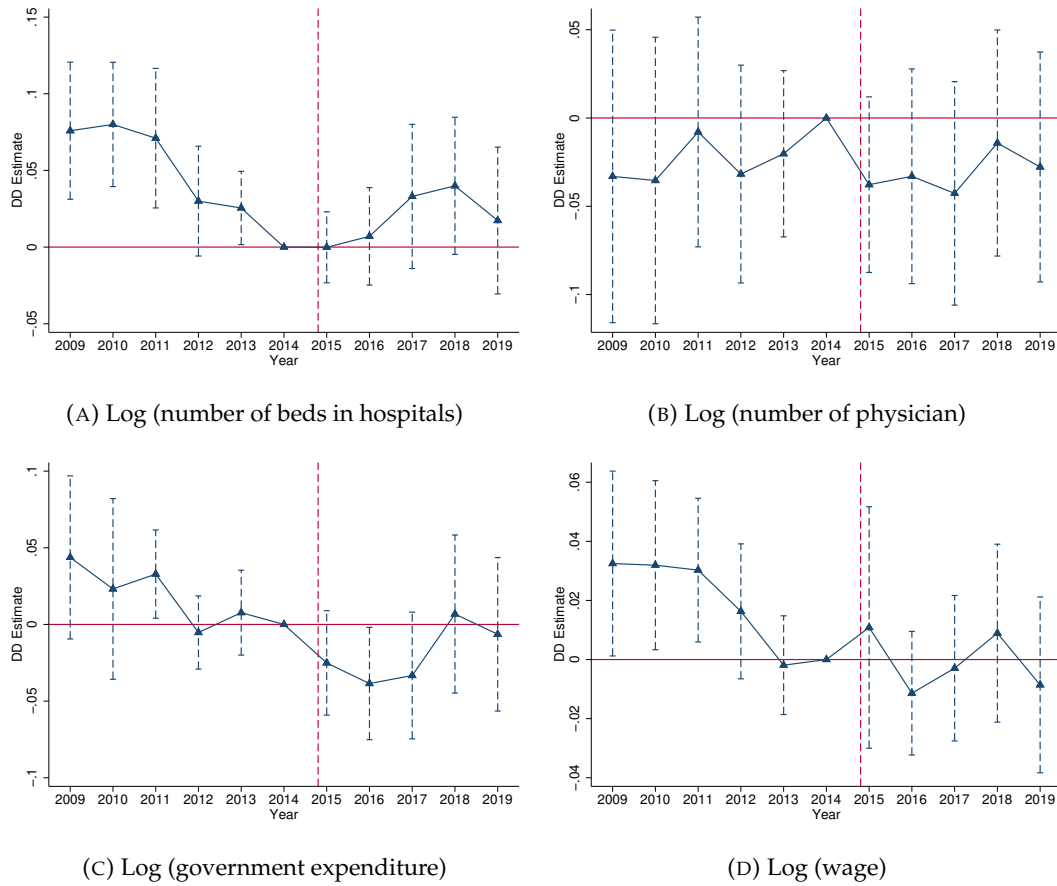 .15
.1
.05
0
-.05
DD Estimate
2009 2010 2011 2012 2013 2014 2015 2016 2017 2018 2019
Year
(A) Log (number of beds in hospitals)
.05
0
-.05
-.1
DD Estimate
2009 2010 2011 2012 2013 2014 2015 2016 2017 2018 2019
Year
(B) Log (number of physician)
.1
.05
0
-.05
-.1
DD Estimate
2009 2010 2011 2012 2013 2014 2015 2016 2017 2018 2019
Year
(C) Log (government expenditure)
.06
.04
.02
0
-.02
-.04
DD Estimate
2009 2010 2011 2012 2013 2014 2015 2016 2017 2018 2019
Year
(D) Log (wage)